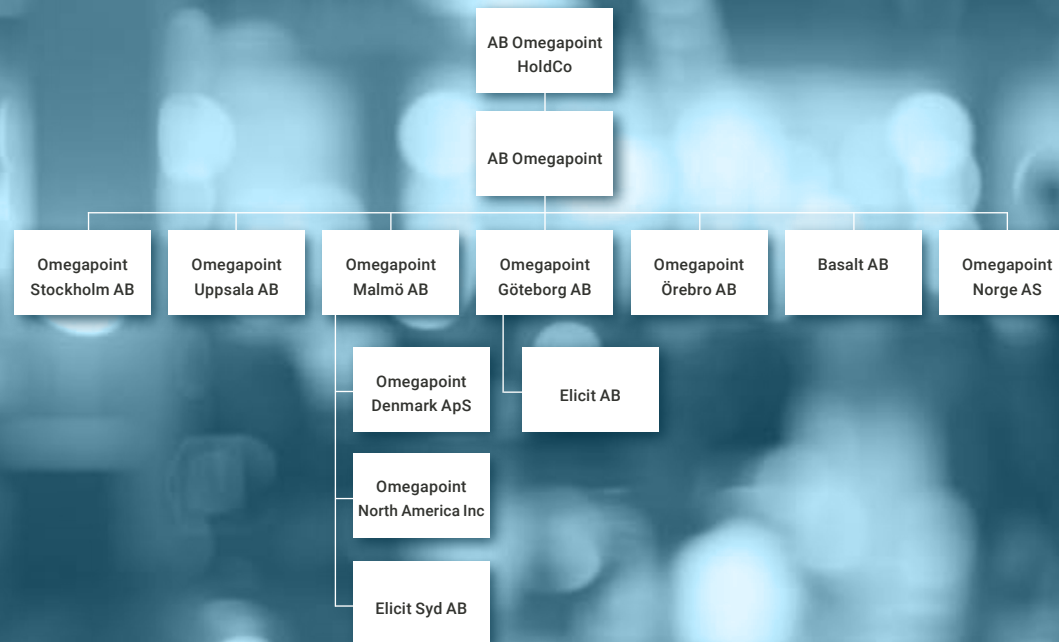 AB Omegapoint
HoldCo
AB Omegapoint
Omegapoint
Stockholm AB
Omegapoint
Uppsala AB
Omegapoint
Malmö AB
Omegapoint
Göteborg AB
Omegapoint
Örebro AB
Basalt AB
Omegapoint
Norge AS
Omegapoint
Denmark ApS
Elicit AB
Omegapoint
North America Inc
Elicit Syd AB